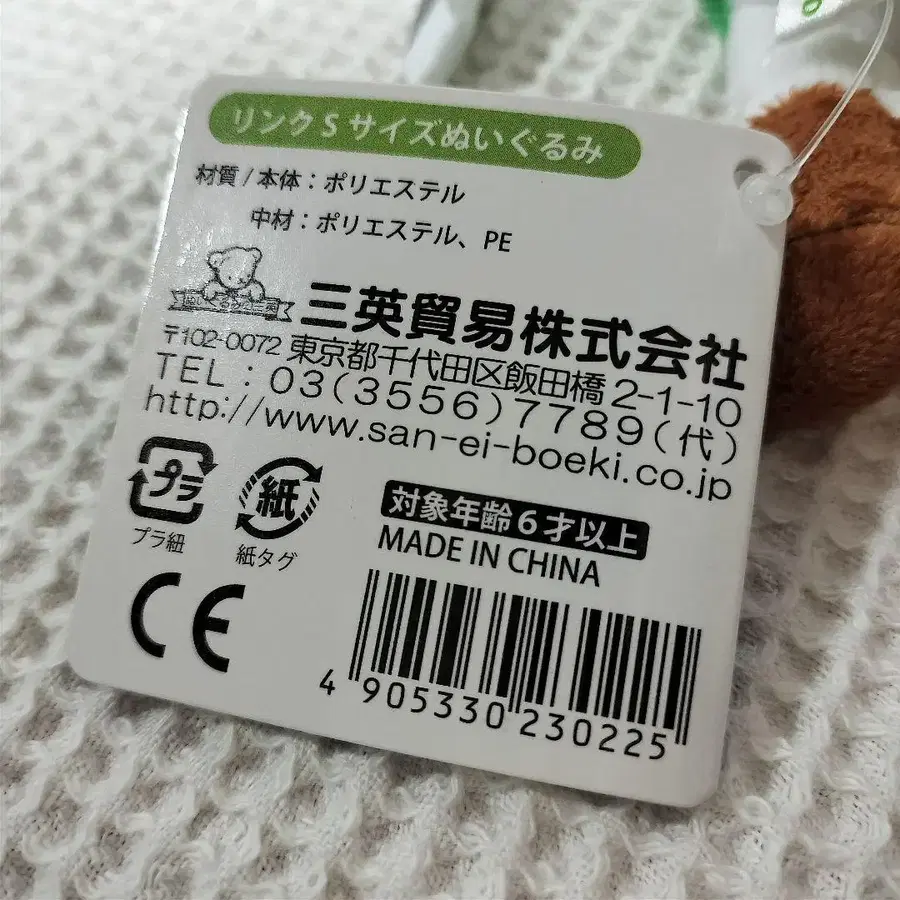 リンクSサイズぬいぐるみ
材質/本体：ポリエステル
中材：ポリエステル、PE
三英貿易株式会社
〒102-0072 東京都千代田区飯田橋2-1-10
TEL：03(3556)7789(代)
http://www.san-ei-boeki.co.jp
プラ
プラ紐
紙
紙タグ
対象年齢6才以上
MADE IN CHINA
CE
4 905330 230225